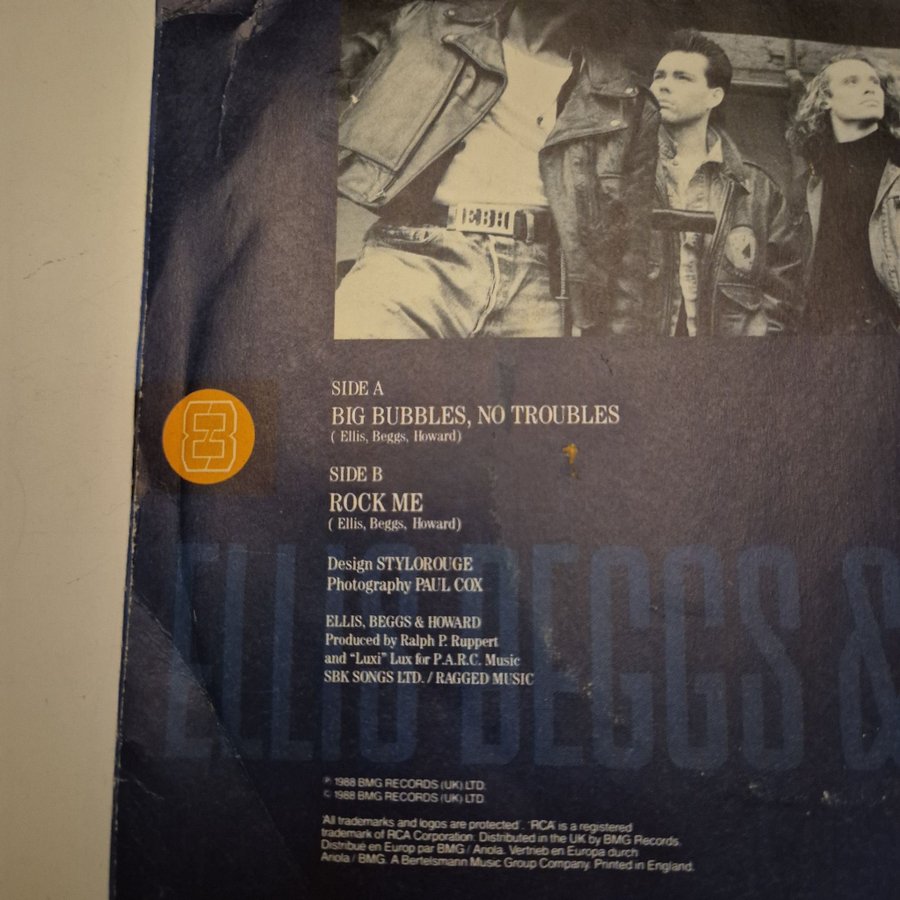 EBH
SIDE A
BIG BUBBLES, NO TROUBLES
( Ellis, Beggs, Howard)
SIDE B
ROCK ME
( Ellis, Beggs, Howard)
Design STYLOROUGE
Photography PAUL COX
ELLIS, BEGGS & HOWARD
Produced by Ralph P. Ruppert
and "Luxi" Lux for P.A.R.C. Music
SBK SONGS LTD. / RAGGED MUSIC
ELLIS BEGGS &
℗ 1988 BMG RECORDS (UK) LTD.
© 1988 BMG RECORDS (UK) LTD.
'All trademarks and logos are protected'. 'RCA' is a registered
trademark of RCA Corporation. Distributed in the UK by BMG Records.
Distribué en Europ par BMG / Ariola. Vertrieb en Europa durch
Ariola / BMG. A Bertelsmann Music Group Company. Printed in England.